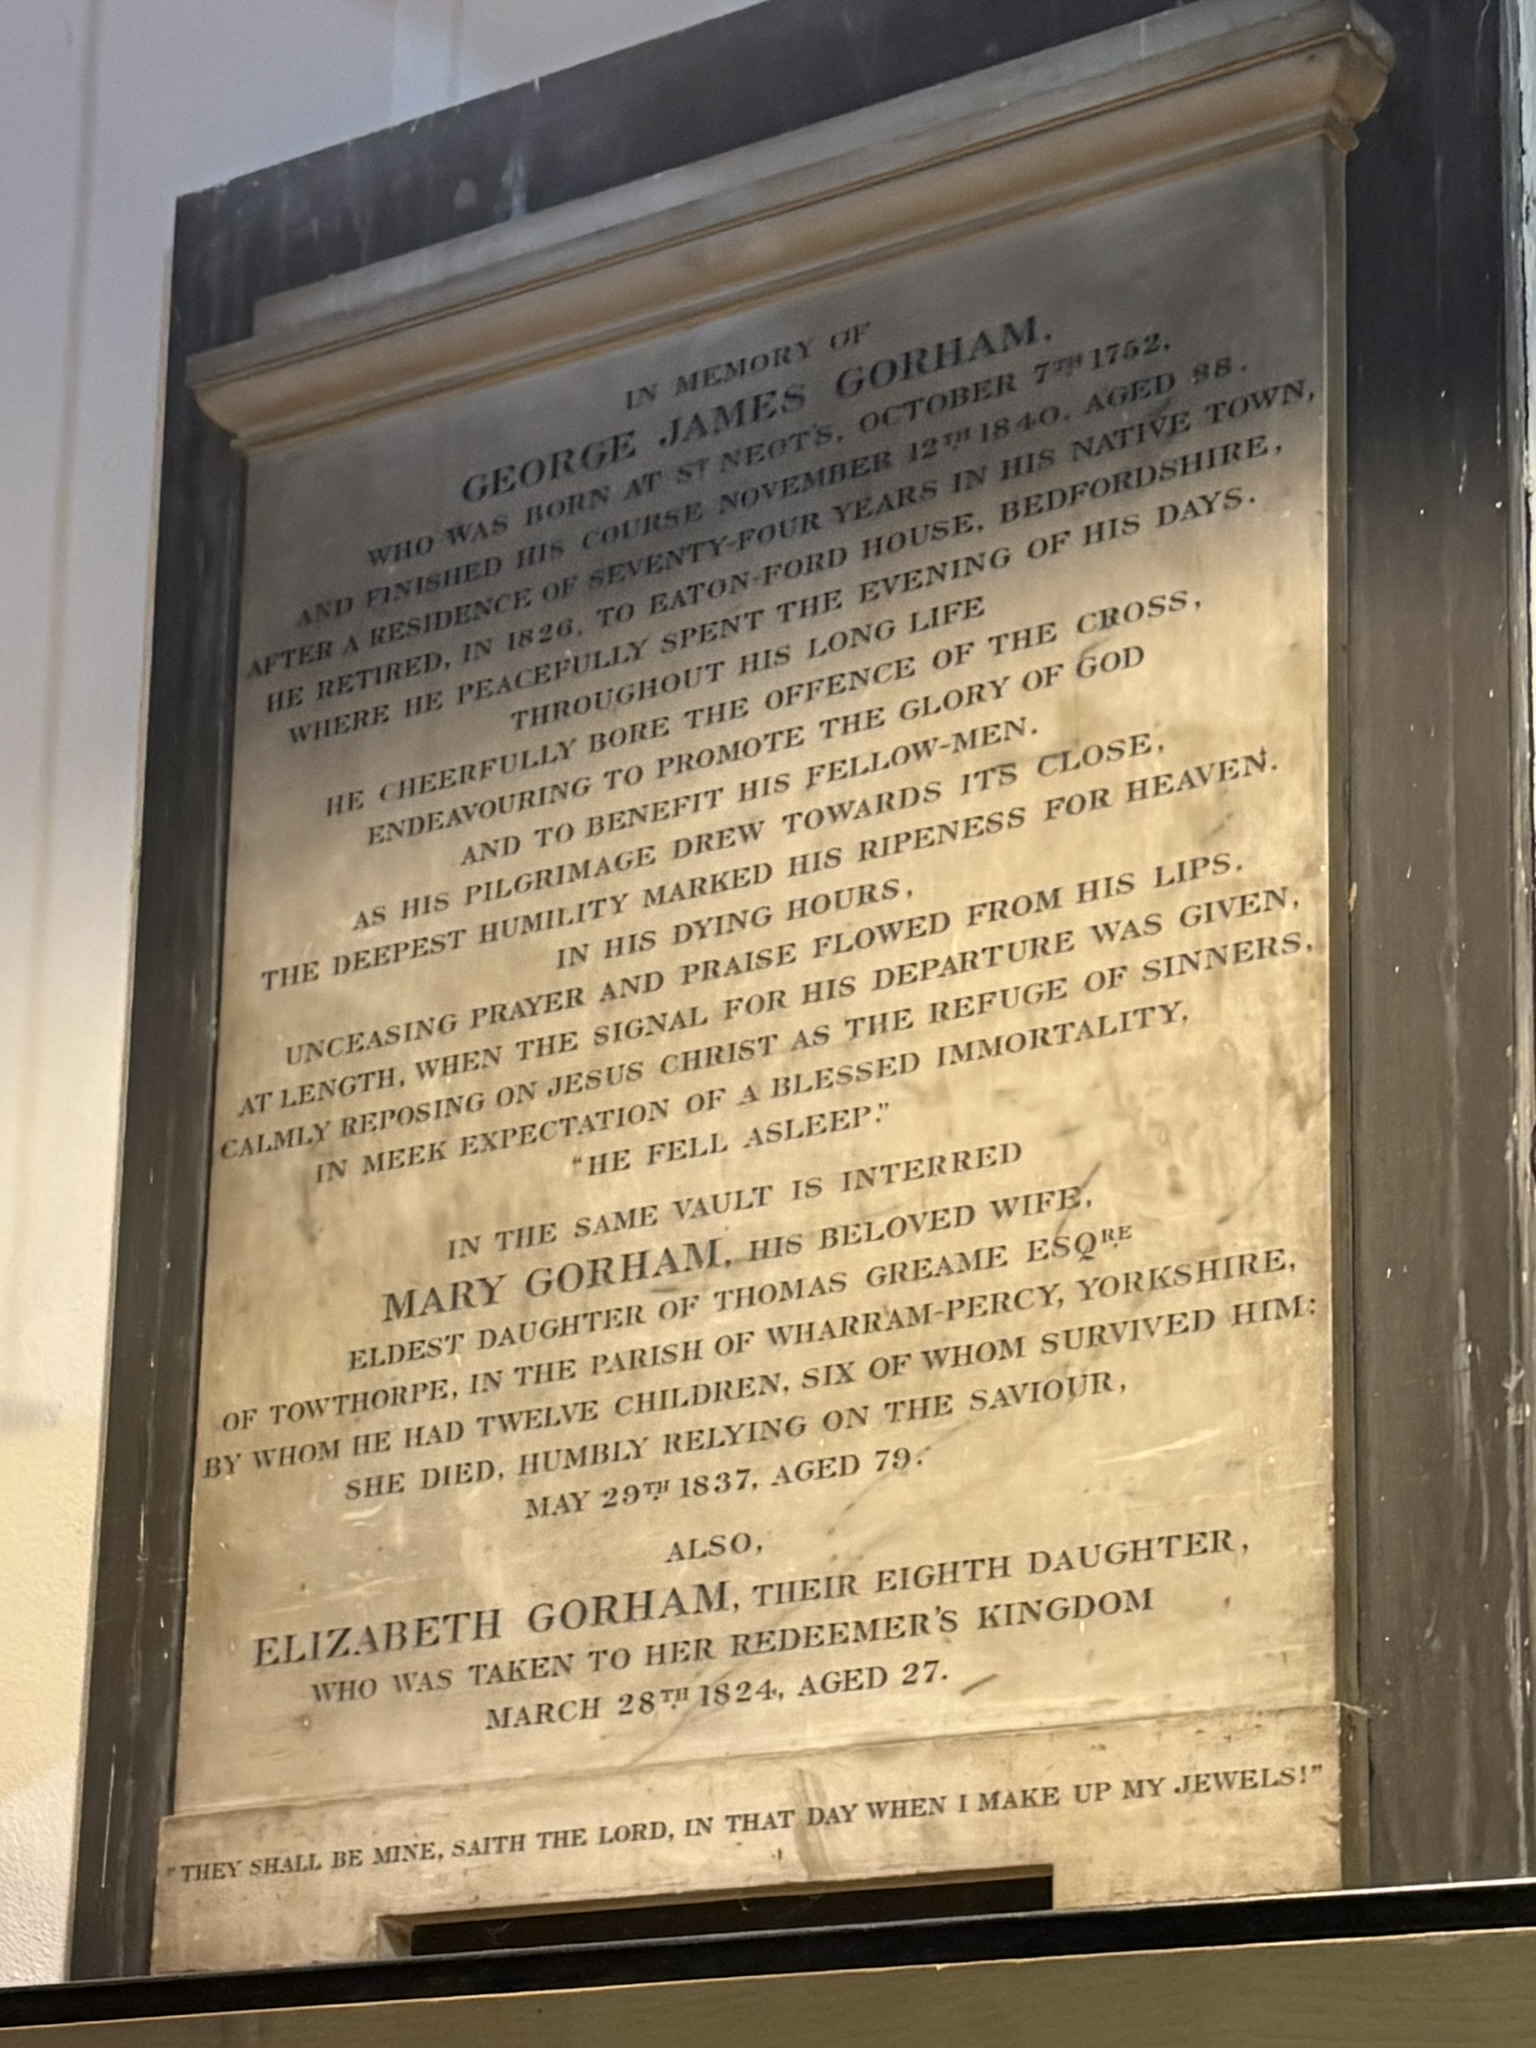 IN MEMORY OF
GEORGE JAMES GORHAM.
WHO WAS BORN AT ST NEOT'S, OCTOBER 7TH 1752,
AND FINISHED HIS COURSE NOVEMBER 12TH 1840, AGED 88.
AFTER A RESIDENCE OF SEVENTY-FOUR YEARS IN HIS NATIVE TOWN,
HE RETIRED, IN 1826, TO EATON-FORD HOUSE, BEDFORDSHIRE,
WHERE HE PEACEFULLY SPENT THE EVENING OF HIS DAYS.
THROUGHOUT HIS LONG LIFE
HE CHEERFULLY BORE THE OFFENCE OF THE CROSS,
ENDEAVOURING TO PROMOTE THE GLORY OF GOD
AND TO BENEFIT HIS FELLOW-MEN.
AS HIS PILGRIMAGE DREW TOWARDS ITS CLOSE,
THE DEEPEST HUMILITY MARKED HIS RIPENESS FOR HEAVEN.
IN HIS DYING HOURS,
UNCEASING PRAYER AND PRAISE FLOWED FROM HIS LIPS.
AT LENGTH, WHEN THE SIGNAL FOR HIS DEPARTURE WAS GIVEN,
CALMLY REPOSING ON JESUS CHRIST AS THE REFUGE OF SINNERS,
IN MEEK EXPECTATION OF A BLESSED IMMORTALITY,
"HE FELL ASLEEP."
IN THE SAME VAULT IS INTERRED
MARY GORHAM, HIS BELOVED WIFE,
ELDEST DAUGHTER OF THOMAS GREAME ESQRE
OF TOWTHORPE, IN THE PARISH OF WHARRAM-PERCY, YORKSHIRE,
BY WHOM HE HAD TWELVE CHILDREN, SIX OF WHOM SURVIVED HIM:
SHE DIED, HUMBLY RELYING ON THE SAVIOUR,
MAY 29TH 1837, AGED 79.
ALSO,
ELIZABETH GORHAM, THEIR EIGHTH DAUGHTER,
WHO WAS TAKEN TO HER REDEEMER'S KINGDOM
MARCH 28TH 1824, AGED 27.
"THEY SHALL BE MINE, SAITH THE LORD, IN THAT DAY WHEN I MAKE UP MY JEWELS!"